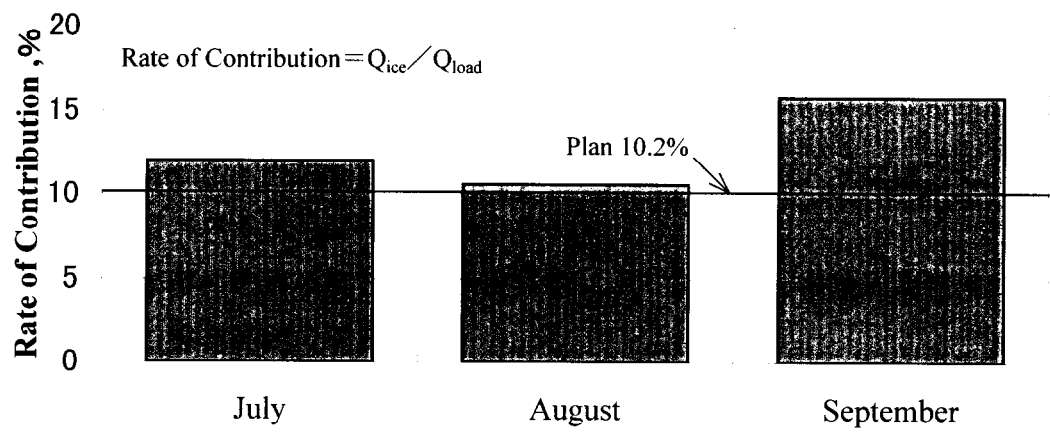 20
Rate of Contribution=Q_ice/Q_load
15
Plan 10.2%
10
5
0
Rate of Contribution ,%
July
August
September